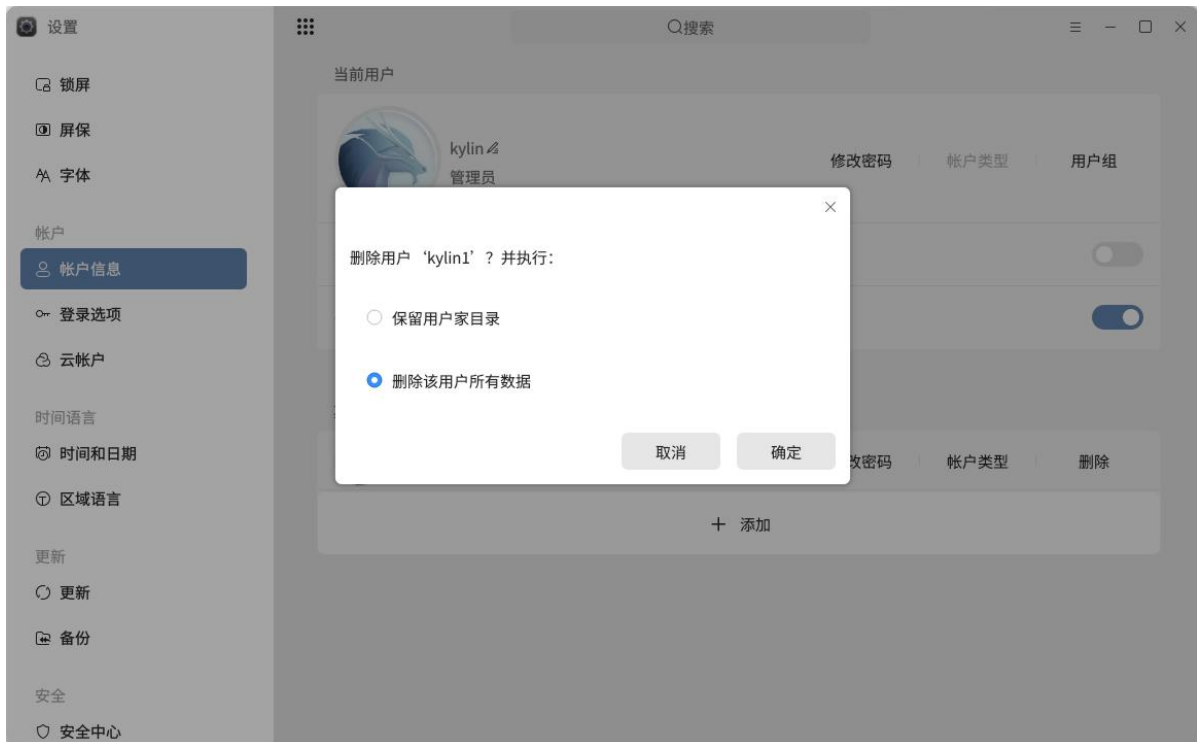 设置
搜索
锁屏
屏保
字体
帐户
帐户信息
登录选项
云帐户
时间语言
时间和日期
区域语言
更新
更新
备份
安全
安全中心
当前用户
kylin
管理员
修改密码
帐户类型
用户组
删除用户‘kylin1’？并执行：
保留用户家目录
删除该用户所有数据
取消
确定
改密码
帐户类型
删除
添加